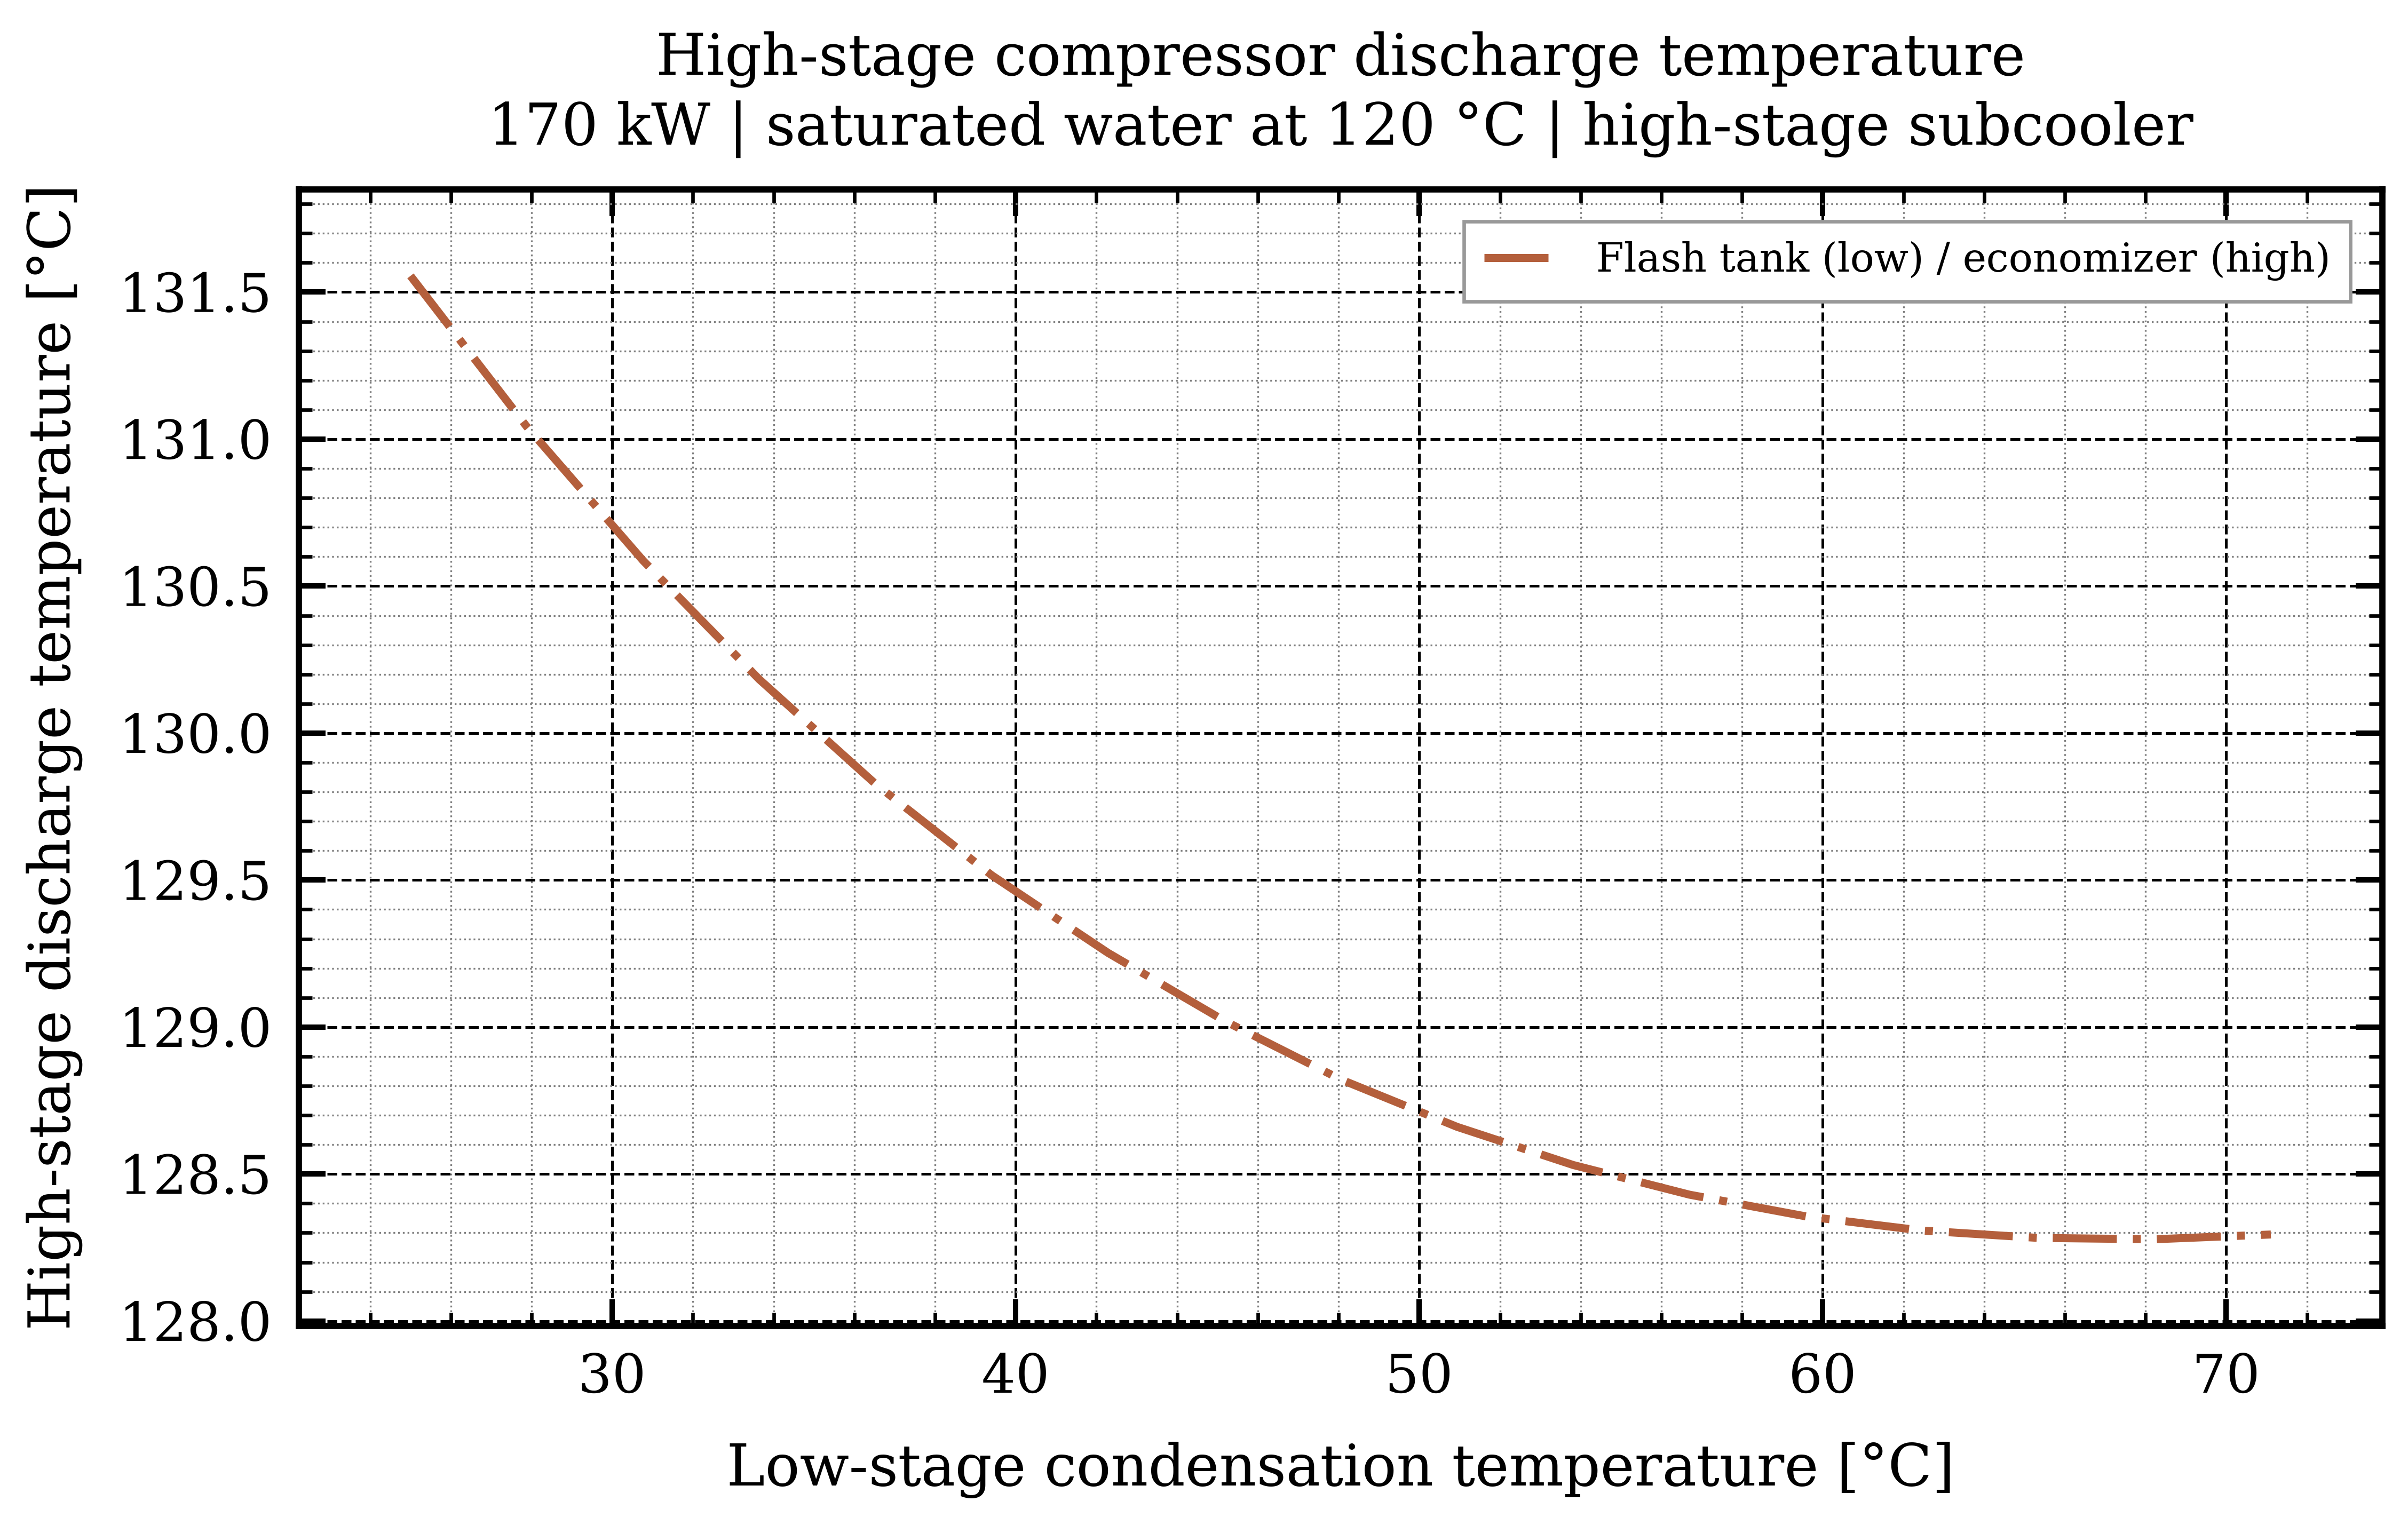 High-stage compressor discharge temperature
170 kW | saturated water at 120 °C | high-stage subcooler
High-stage discharge temperature [°C]
131.5
131.0
130.5
130.0
129.5
129.0
128.5
128.0
Flash tank (low) / economizer (high)
30 40 50 60 70
Low-stage condensation temperature [°C]